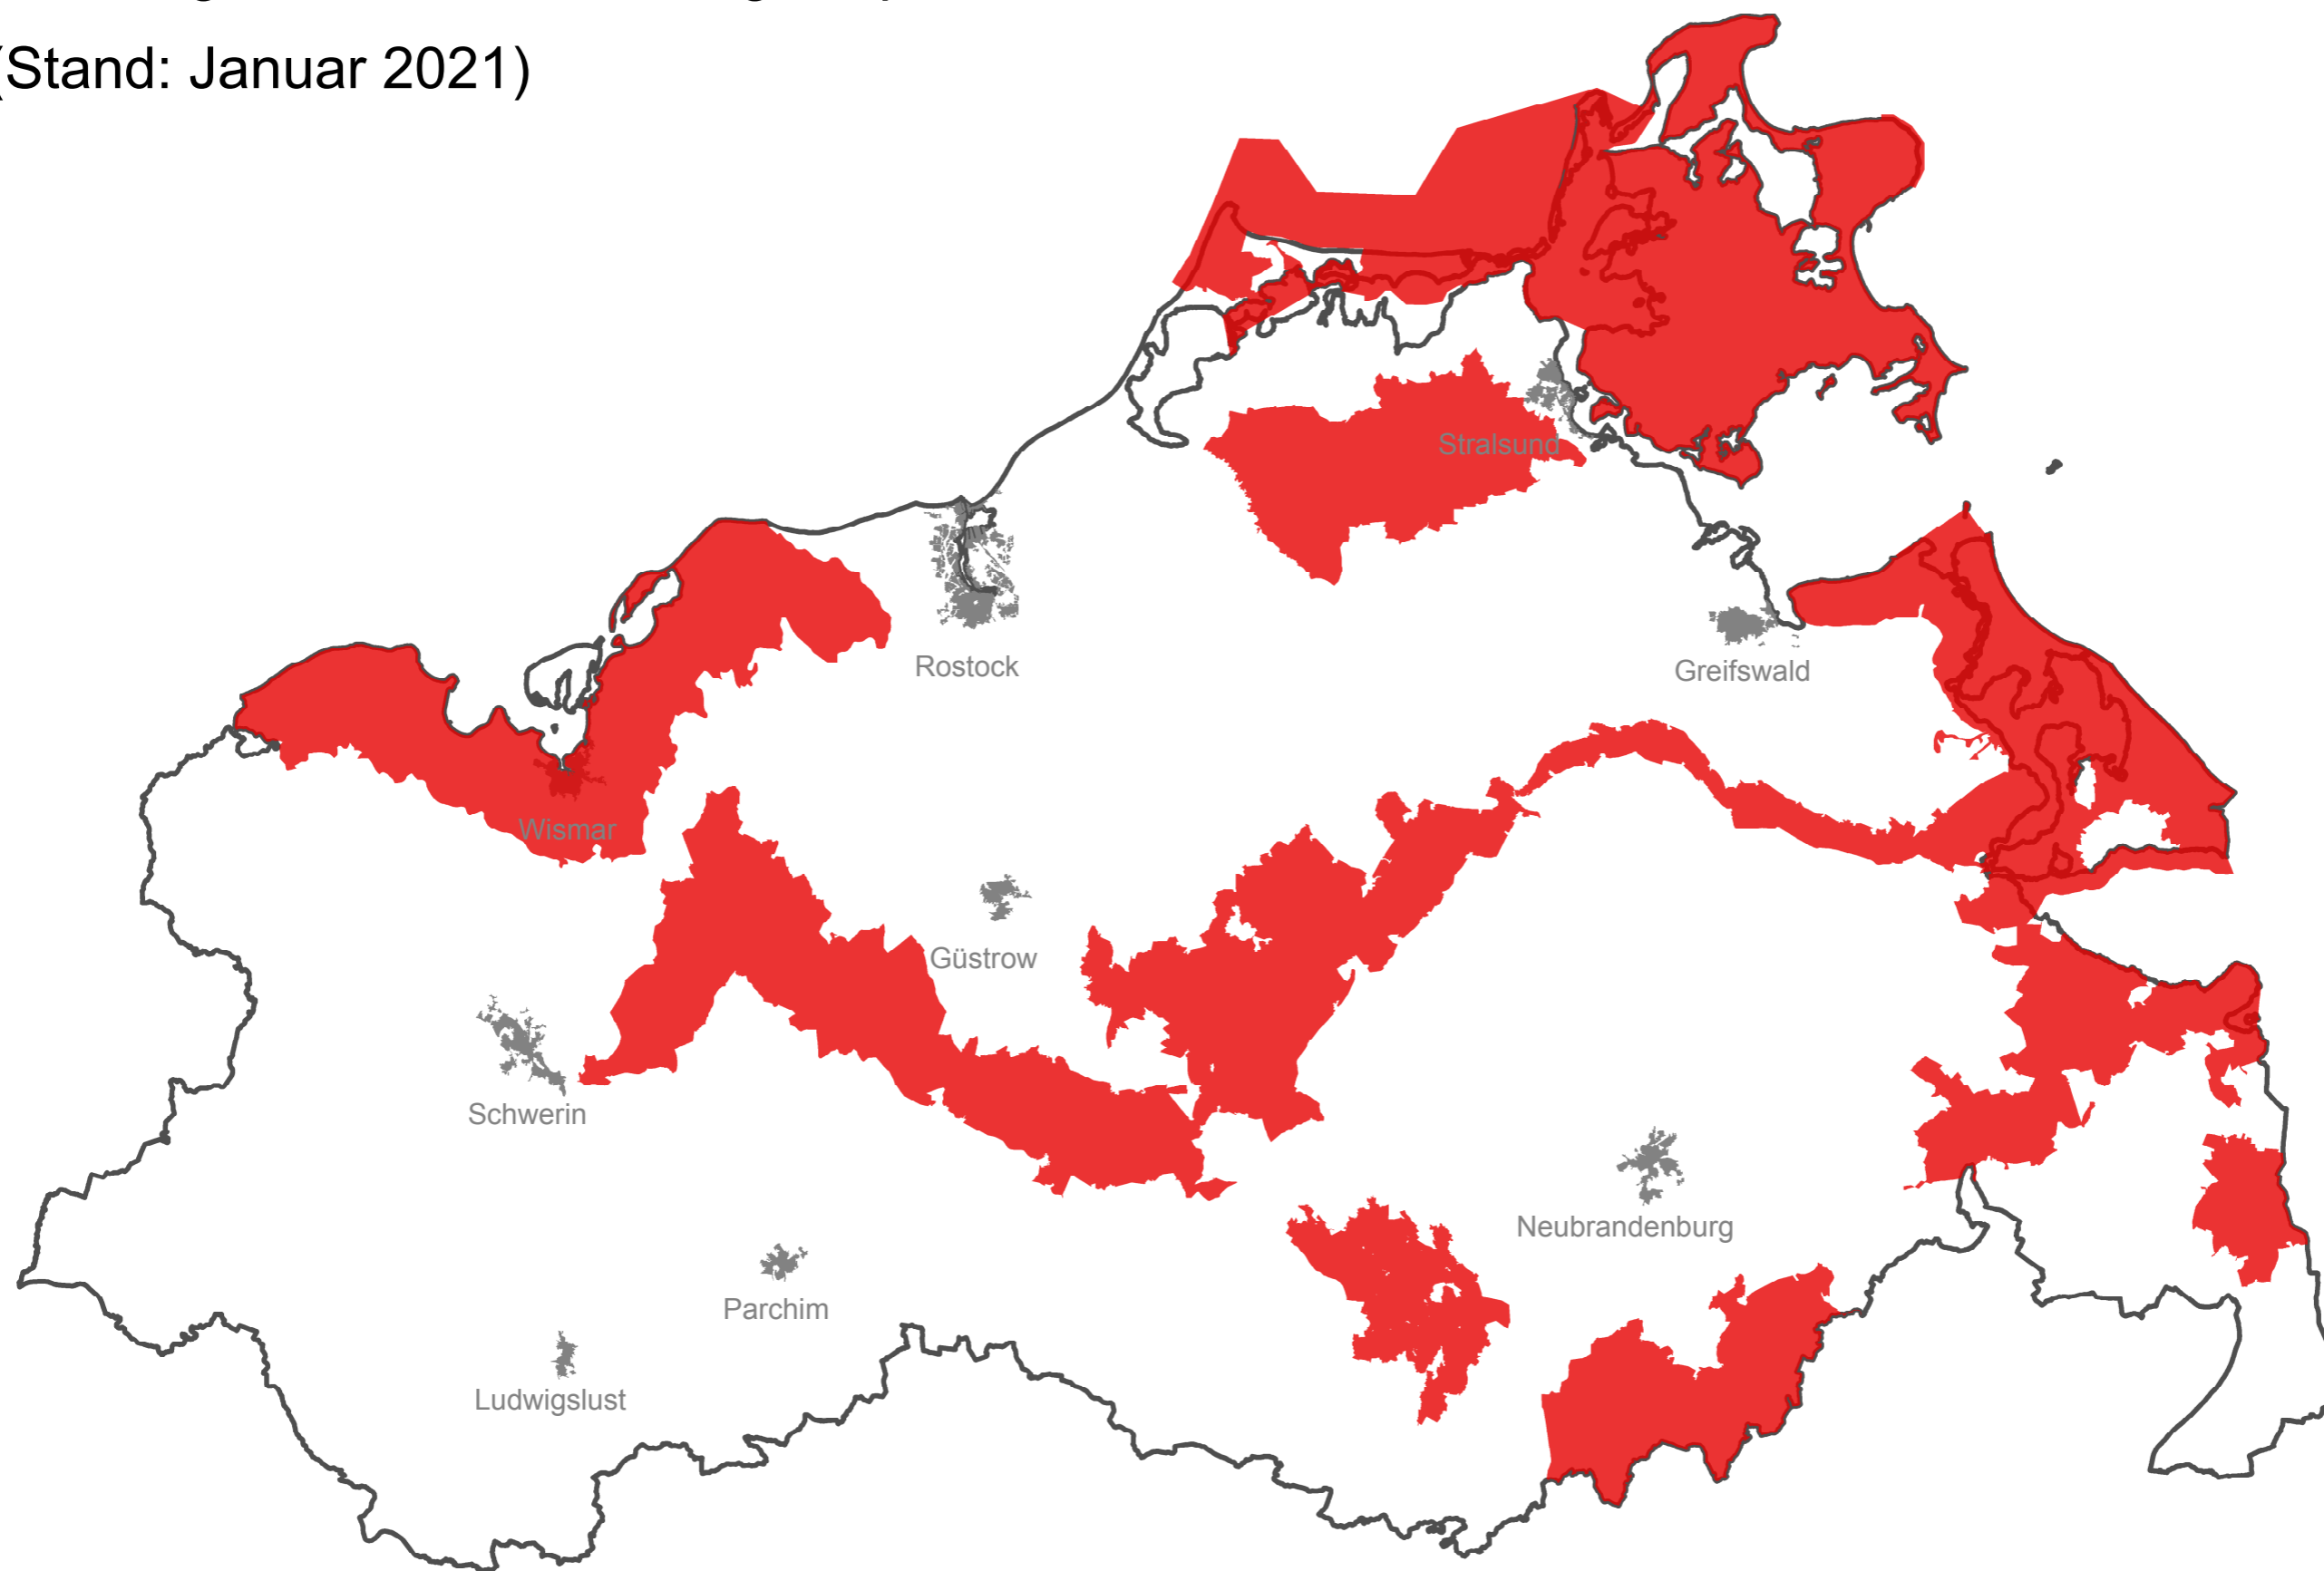 (Stand: Januar 2021)
Stralsund
Rostock
Greifswald
Wismar
Güstrow
Schwerin
Neubrandenburg
Parchim
Ludwigslust